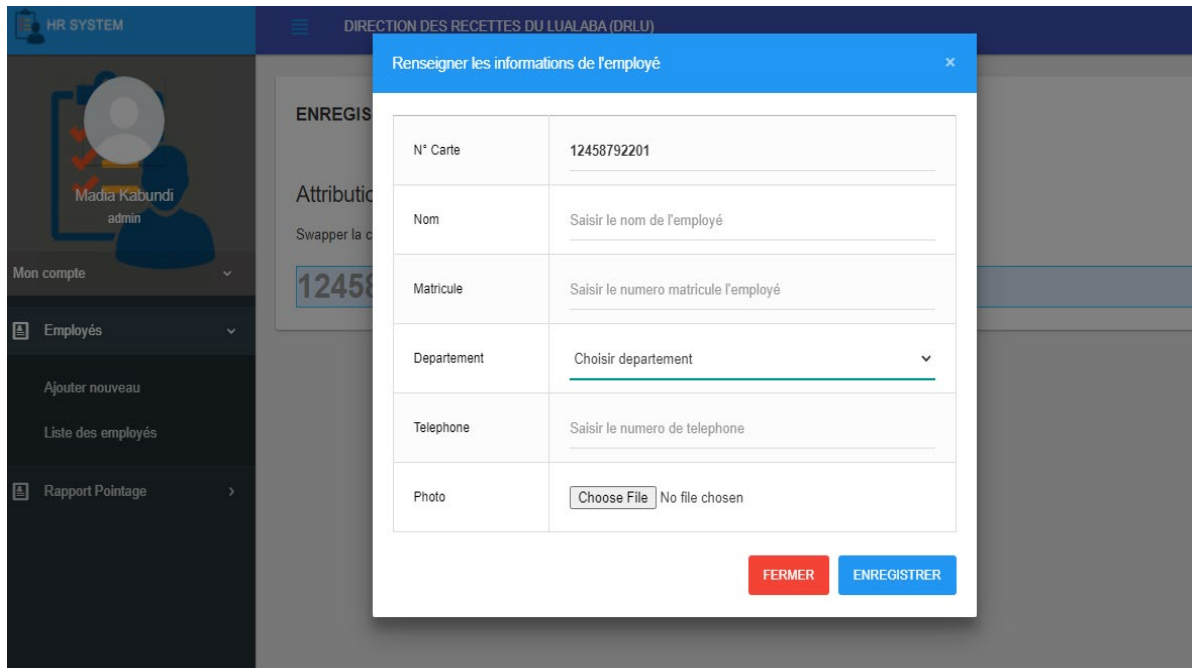 HR SYSTEM
DIRECTION DES RECETTES DU LUALABA (DRLU)
Madia Kabundi
admin
Mon compte
Employés
Ajouter nouveau
Liste des employés
Rapport Pointage
ENREGIS
Attributio
Swapper la c
12458
Renseigner les informations de l'employé ×
N° Carte 12458792201
Nom Saisir le nom de l'employé
Matricule Saisir le numero matricule l'employé
Departement Choisir departement
Telephone Saisir le numero de telephone
Photo Choose File No file chosen
FERMER ENREGISTRER